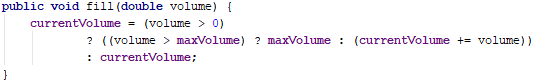 public void fill(double volume) {
    currentVolume = (volume > 0)
            ? ((volume > maxVolume) ? maxVolume : (currentVolume += volume))
            : currentVolume;
}